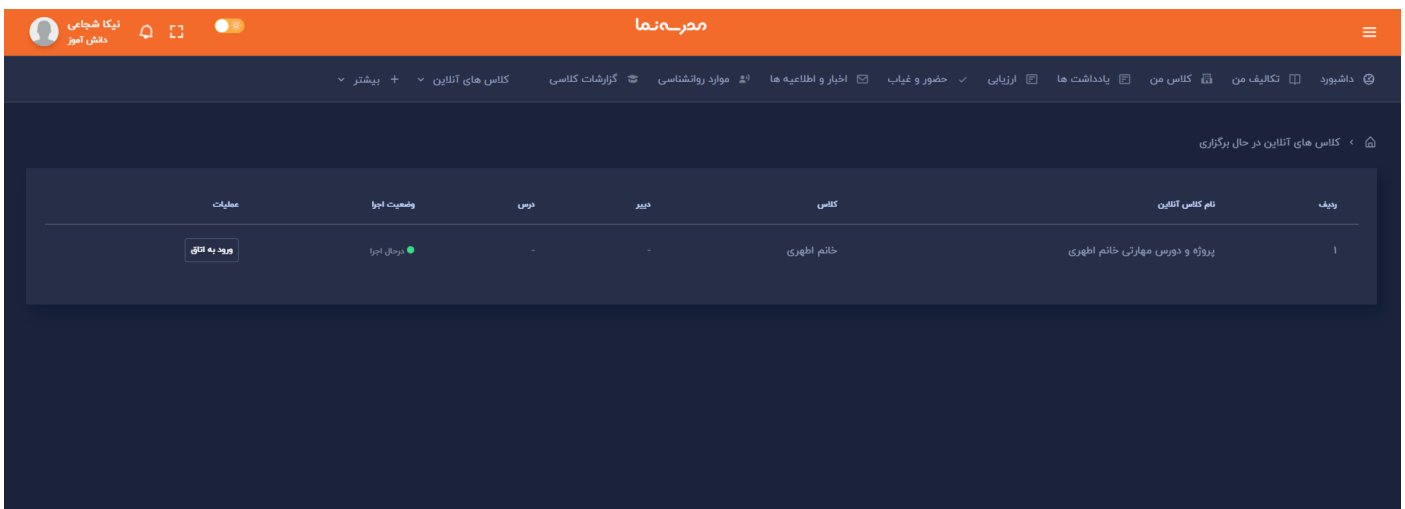 مدرسه‌نما
نیکا شجاعی
دانش آموز
داشبورد تکالیف من کلاس من یادداشت ها ارزیابی حضور و غیاب اخبار و اطلاعیه ها موارد روانشناسی گزارشات کلاسی کلاس های آنلاین + بیشتر
کلاس های آنلاین در حال برگزاری
ردیف نام کلاس آنلاین کلاس دبیر درس وضعیت اجرا عملیات
۱ پروژه و دورس مهارتی خانم اطهری خانم اطهری - - درحال اجرا ورود به اتاق